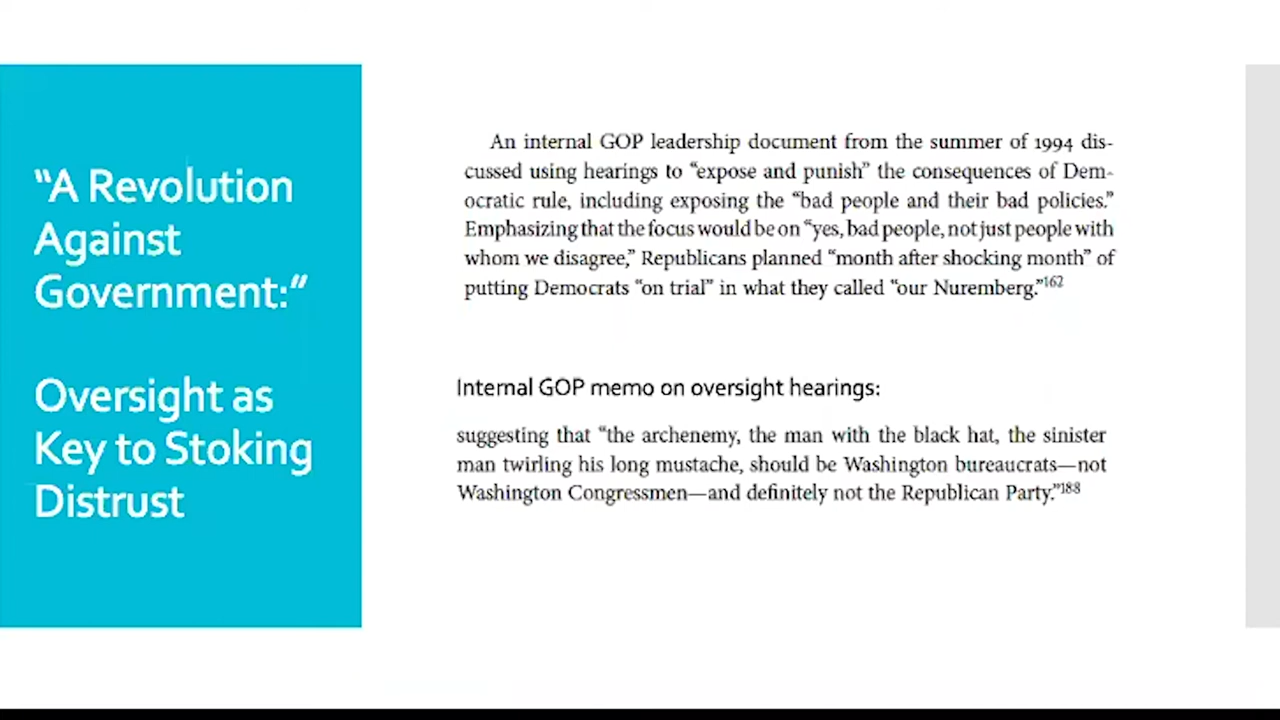 “A Revolution
Against
Government:”
Oversight as
Key to Stoking
Distrust
An internal GOP leadership document from the summer of 1994 dis-
cussed using hearings to “expose and punish” the consequences of Dem-
ocratic rule, including exposing the “bad people and their bad policies.”
Emphasizing that the focus would be on “yes, bad people, not just people with
whom we disagree,” Republicans planned “month after shocking month” of
putting Democrats “on trial” in what they called “our Nuremberg.”162
Internal GOP memo on oversight hearings:
suggesting that “the archenemy, the man with the black hat, the sinister
man twirling his long mustache, should be Washington bureaucrats—not
Washington Congressmen—and definitely not the Republican Party.”188